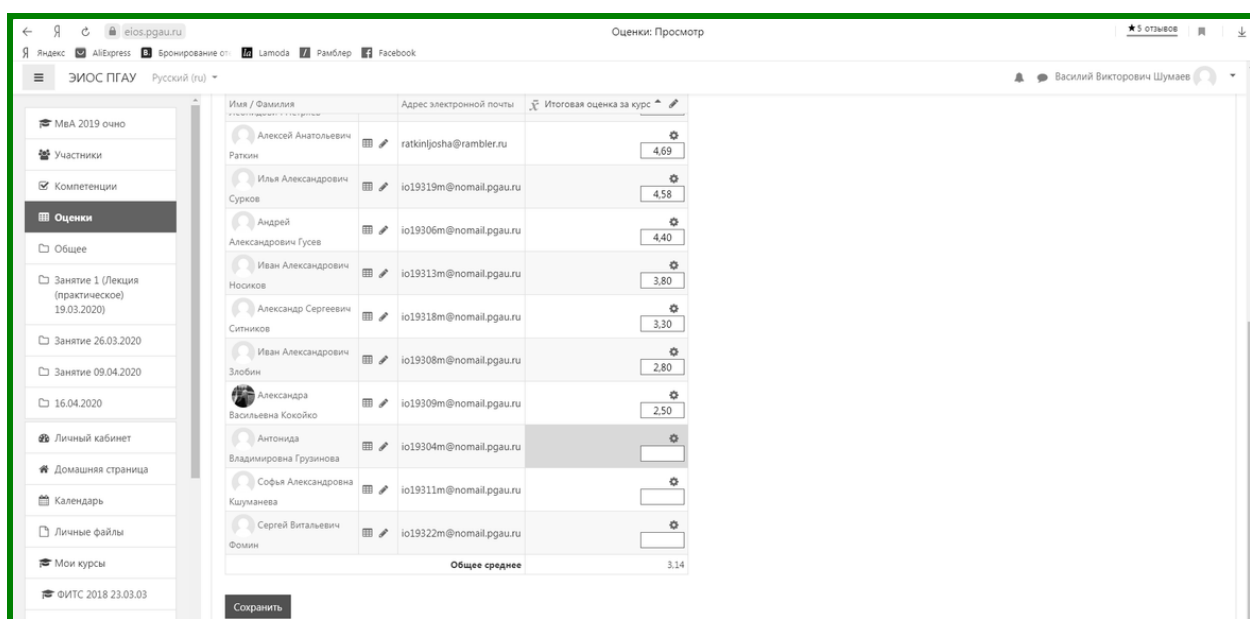 eios.pgau.ru
Оценки: Просмотр
★ 5 отзывов
Яндекс AliExpress B. Бронирование от la Lamoda Рамблер Facebook
ЭИОС ПГАУ Русский (ru)
Василий Викторович Шумаев
МвА 2019 очно
Участники
Компетенции
Оценки
Общее
Занятие 1 (Лекция
(практическое)
19.03.2020)
Занятие 26.03.2020
Занятие 09.04.2020
16.04.2020
Личный кабинет
Домашняя страница
Календарь
Личные файлы
Мои курсы
ФИТС 2018 23.03.03
Имя / Фамилия Адрес электронной почты x̄ Итоговая оценка за курс
Алексей Анатольевич
Раткин ratkinljosha@rambler.ru 4,69
Илья Александрович
Сурков io19319m@nomail.pgau.ru 4,58
Андрей
Александрович Гусев io19306m@nomail.pgau.ru 4,40
Иван Александрович
Носиков io19313m@nomail.pgau.ru 3,80
Александр Сергеевич
Ситников io19318m@nomail.pgau.ru 3,30
Иван Александрович
Злобин io19308m@nomail.pgau.ru 2,80
Александра
Васильевна Кокойко io19309m@nomail.pgau.ru 2,50
Антонида
Владимировна Грузинова io19304m@nomail.pgau.ru
Софья Александровна
Кшуманева io19311m@nomail.pgau.ru
Сергей Витальевич
Фомин io19322m@nomail.pgau.ru
Общее среднее 3,14
Сохранить